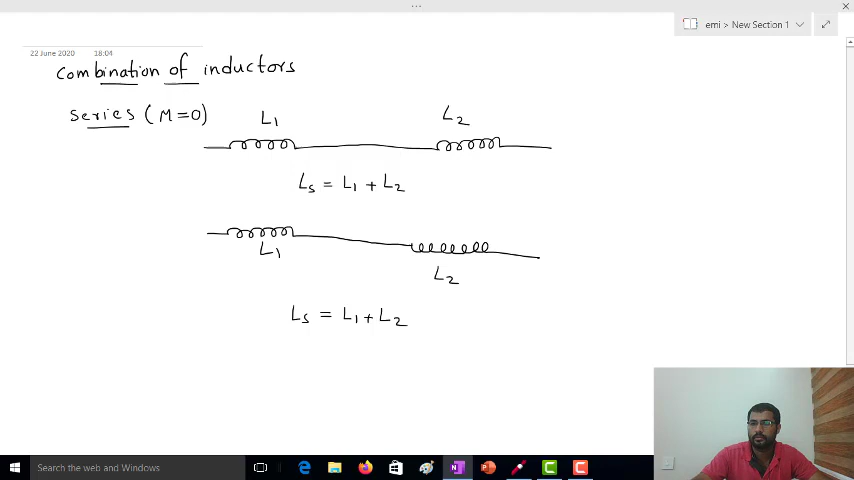 emi > New Section 1
22 June 2020 18:04
combination of inductors
series (M=0)
L1 L2
Ls = L1 + L2
L1
L2
Ls = L1 + L2
Search the web and Windows